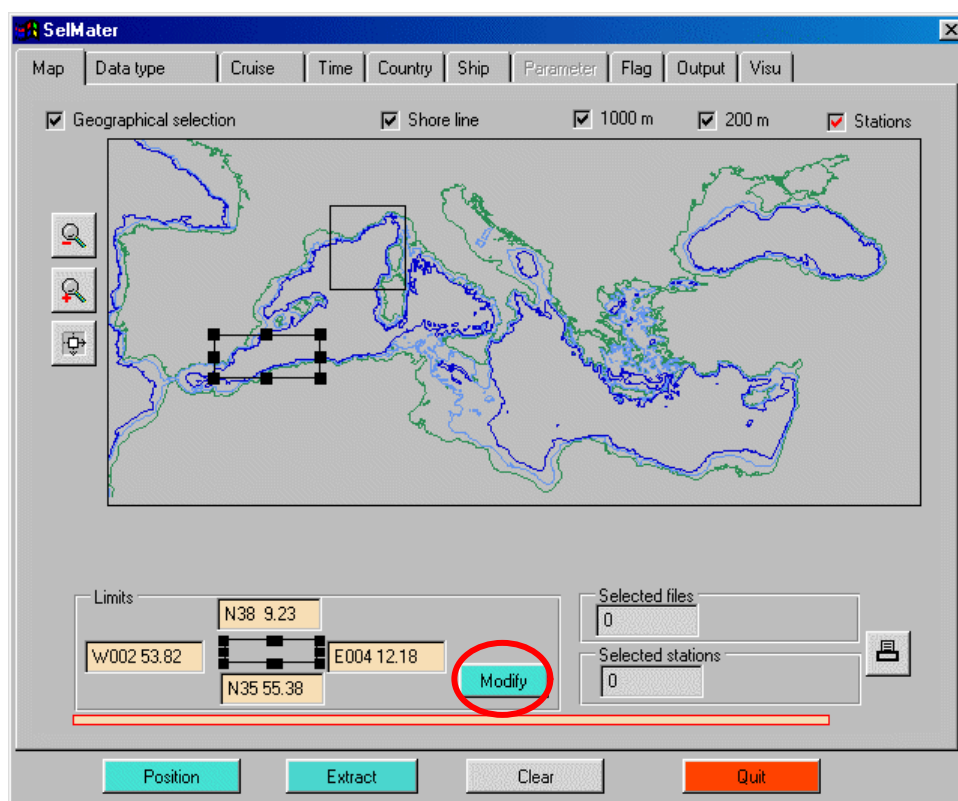 SelMater
Map Data type Cruise Time Country Ship Parameter Flag Output Visu
Geographical selection Shore line 1000 m 200 m Stations
Limits Selected files
N38 9.23 0
W002 53.82 E004 12.18 Selected stations
N35 55.38 Modify 0
Position Extract Clear Quit